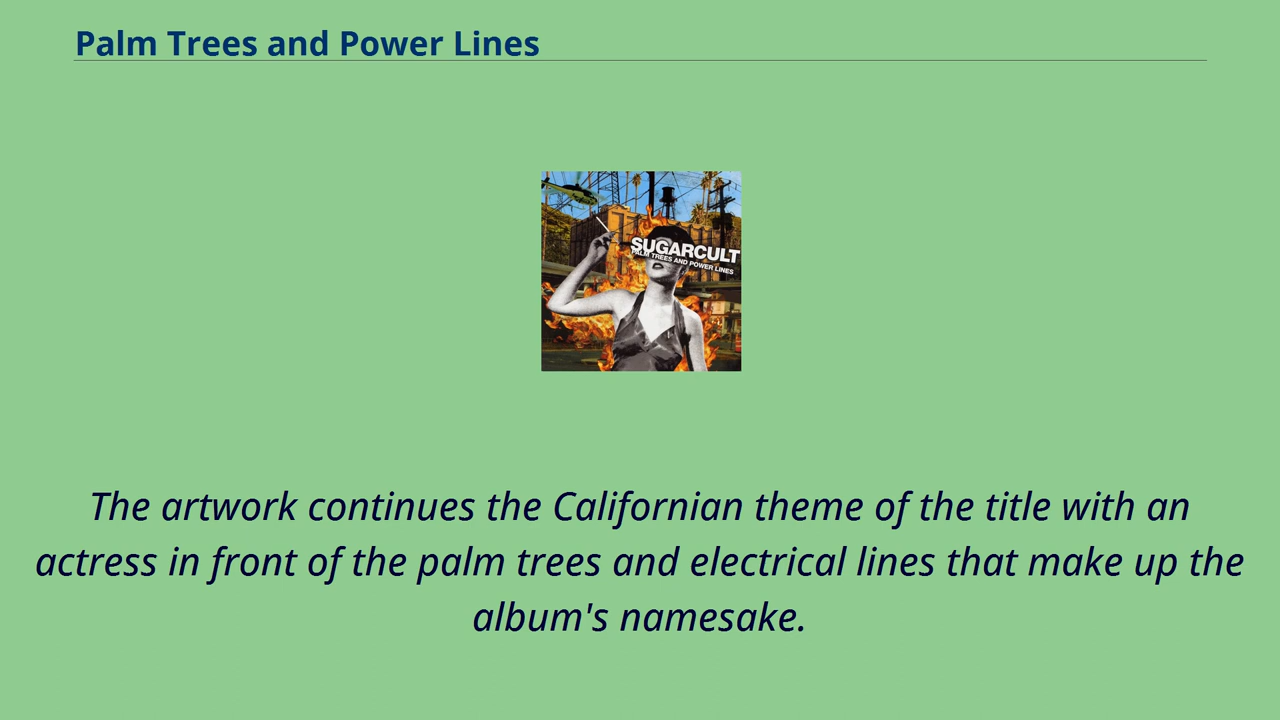 Palm Trees and Power Lines
SUGARCULT
PALM TREES AND POWER LINES
The artwork continues the Californian theme of the title with an
actress in front of the palm trees and electrical lines that make up the
album's namesake.